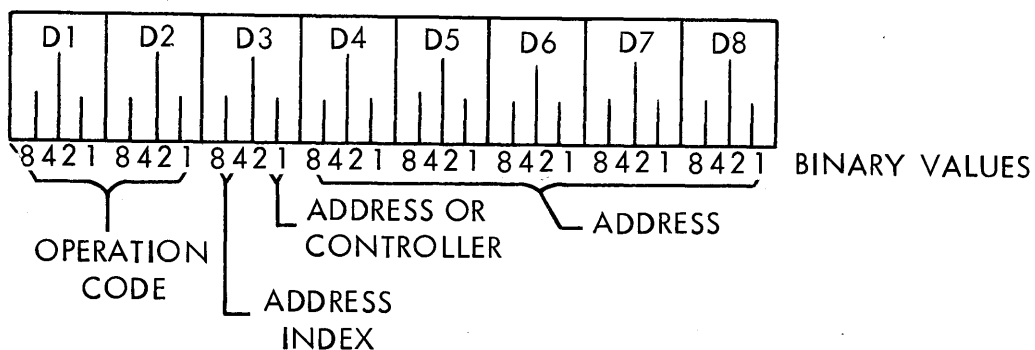 D1 D2 D3 D4 D5 D6 D7 D8
8421 8421 8421 8421 8421 8421 8421 8421 BINARY VALUES
OPERATION
CODE
ADDRESS
INDEX
ADDRESS OR
CONTROLLER
ADDRESS